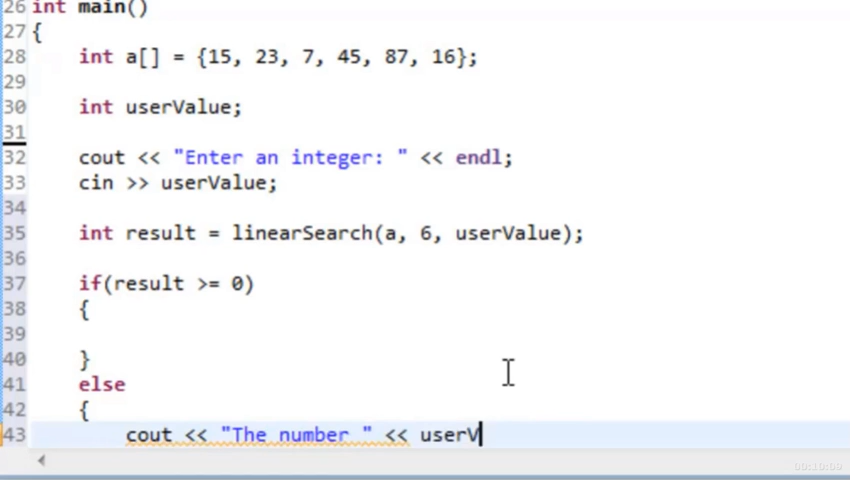 26 int main()
27 {
28 int a[] = {15, 23, 7, 45, 87, 16};
29
30 int userValue;
31
32 cout << "Enter an integer: " << endl;
33 cin >> userValue;
34
35 int result = linearSearch(a, 6, userValue);
36
37 if(result >= 0)
38 {
39
40 }
41 else
42 {
43 cout << "The number " << userV